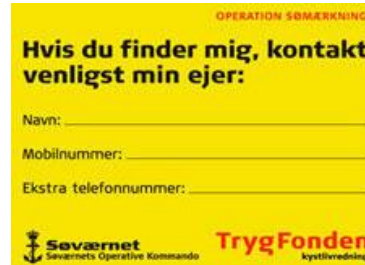 OPERATION SØMÆRKNING
Hvis du finder mig, kontakt
venligst min ejer:
Navn:
Mobilnummer:
Ekstra telefonnummer:
Søværnet
Søværnets Operative Kommando
TrygFonden
kystlivredning